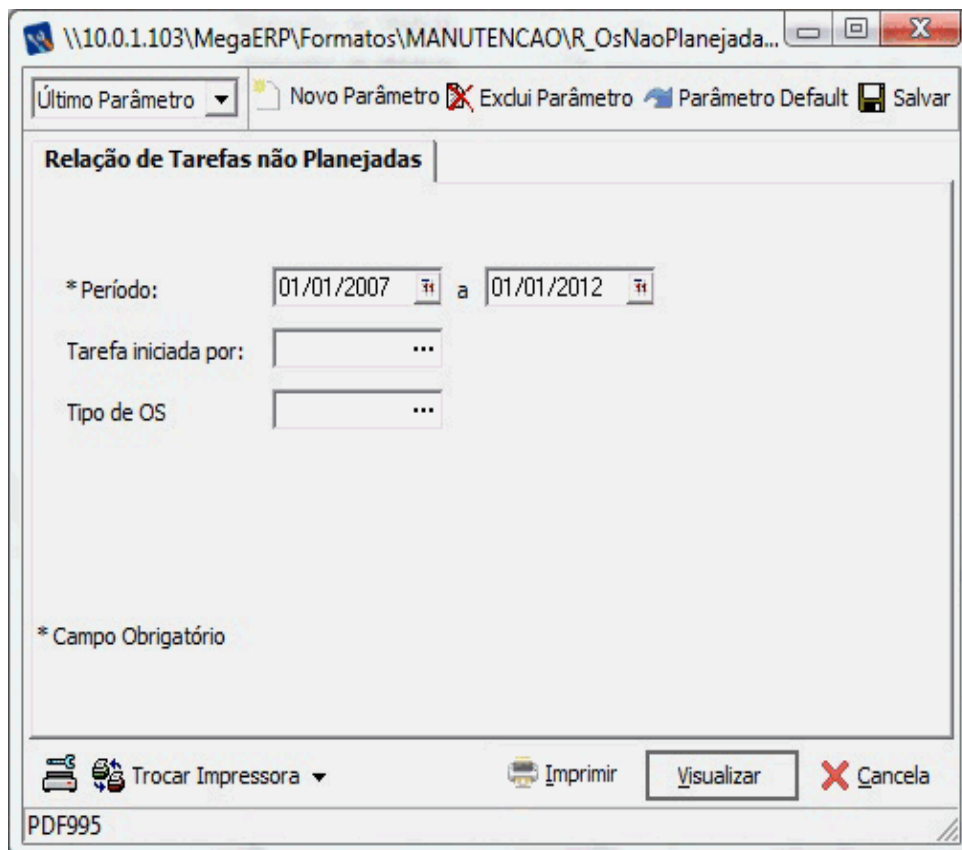 \\10.0.1.103\MegaERP\Formatos\MANUTENCAO\R_OsNaoPlanejada...
Último Parâmetro Novo Parâmetro Exclui Parâmetro Parâmetro Default Salvar
Relação de Tarefas não Planejadas
* Período: 01/01/2007 a 01/01/2012
Tarefa iniciada por: ...
Tipo de OS ...
* Campo Obrigatório
Trocar Impressora Imprimir Visualizar Cancela
PDF995